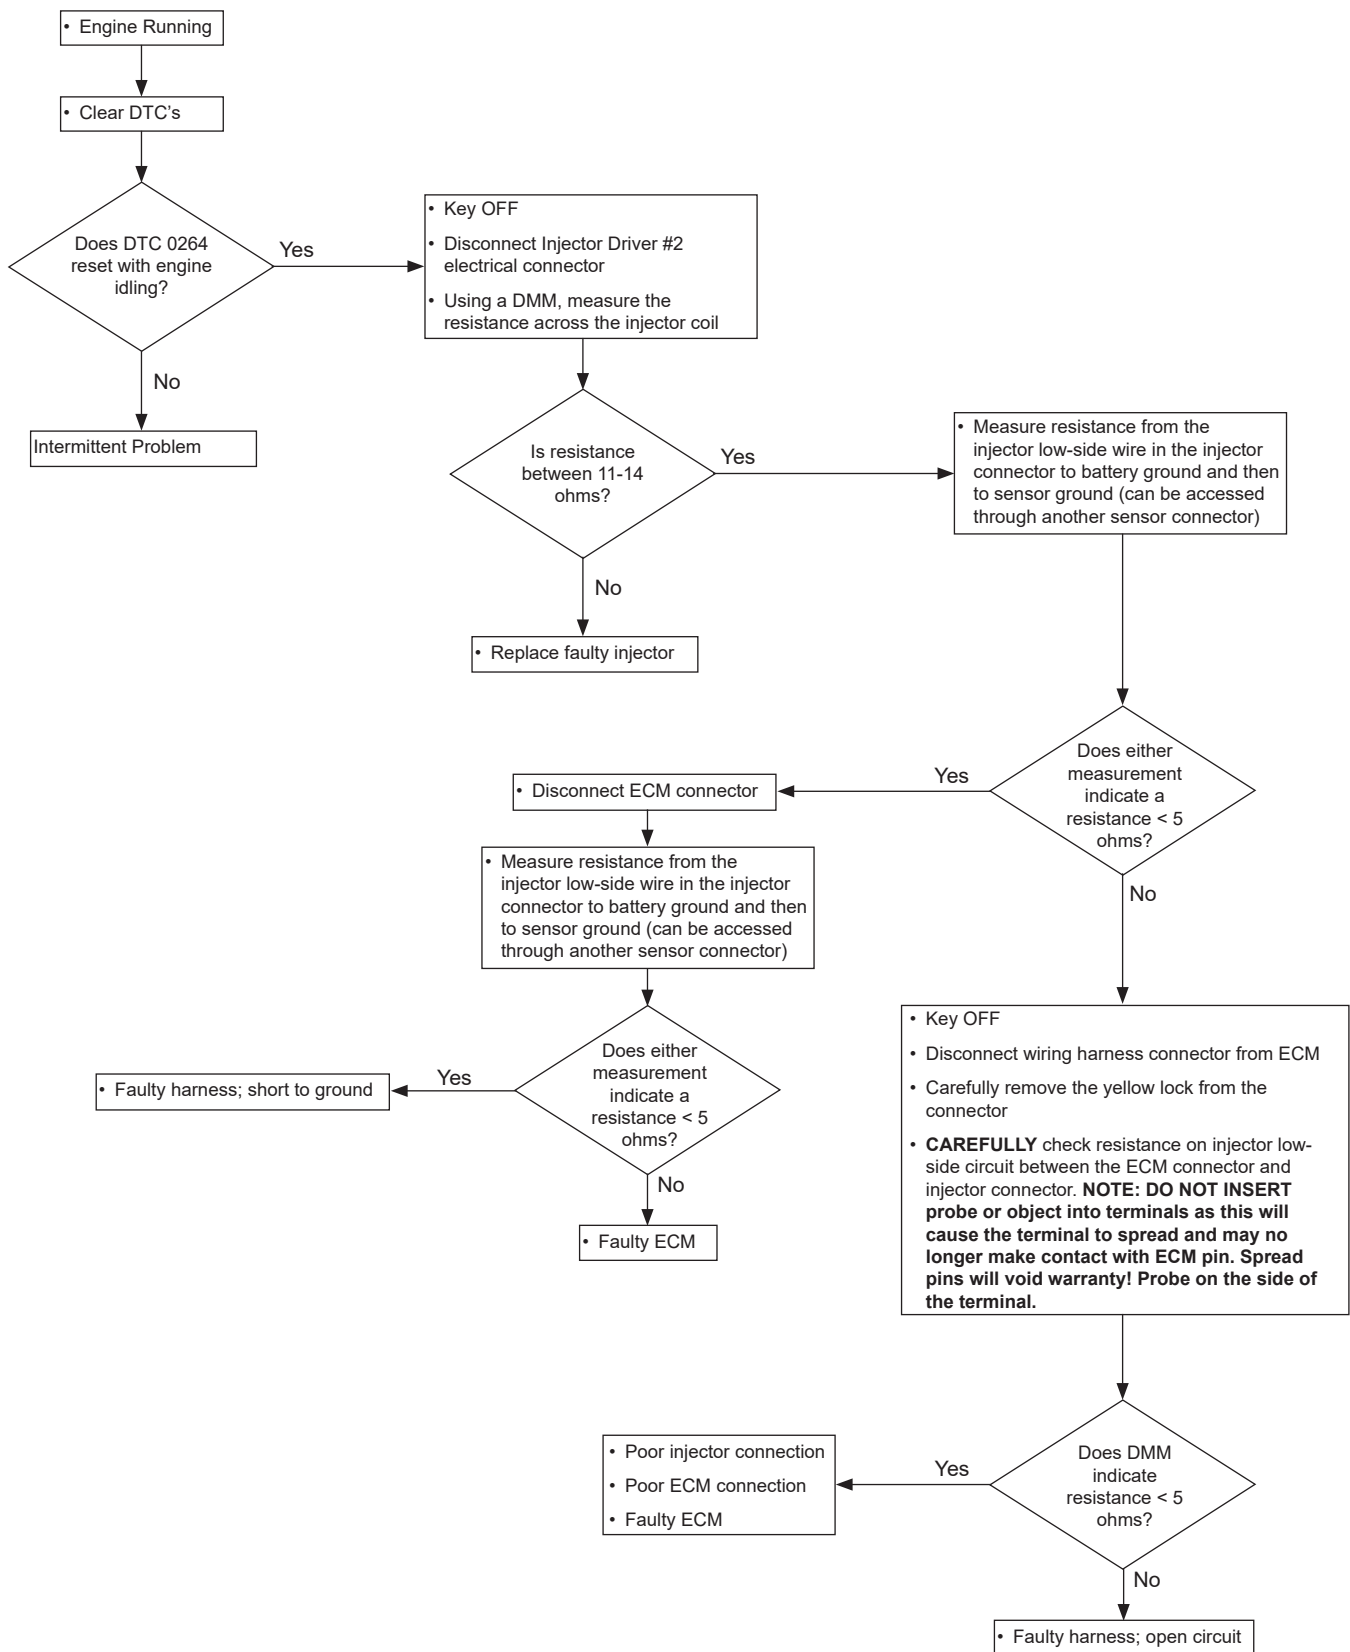 • Engine Running
• Clear DTC's
Does DTC 0264
reset with engine
idling?
Yes
No
Intermittent Problem
• Key OFF
• Disconnect Injector Driver #2
electrical connector
• Using a DMM, measure the
resistance across the injector coil
Is resistance
between 11-14
ohms?
Yes
No
• Replace faulty injector
• Measure resistance from the
injector low-side wire in the injector
connector to battery ground and then
to sensor ground (can be accessed
through another sensor connector)
Does either
measurement
indicate a
resistance < 5
ohms?
Yes
No
• Disconnect ECM connector
• Measure resistance from the
injector low-side wire in the injector
connector to battery ground and then
to sensor ground (can be accessed
through another sensor connector)
Does either
measurement
indicate a
resistance < 5
ohms?
Yes
• Faulty harness; short to ground
No
• Faulty ECM
• Key OFF
• Disconnect wiring harness connector from ECM
• Carefully remove the yellow lock from the
connector
• CAREFULLY check resistance on injector low-
side circuit between the ECM connector and
injector connector. NOTE: DO NOT INSERT
probe or object into terminals as this will
cause the terminal to spread and may no
longer make contact with ECM pin. Spread
pins will void warranty! Probe on the side of
the terminal.
Does DMM
indicate
resistance < 5
ohms?
Yes
• Poor injector connection
• Poor ECM connection
• Faulty ECM
No
• Faulty harness; open circuit